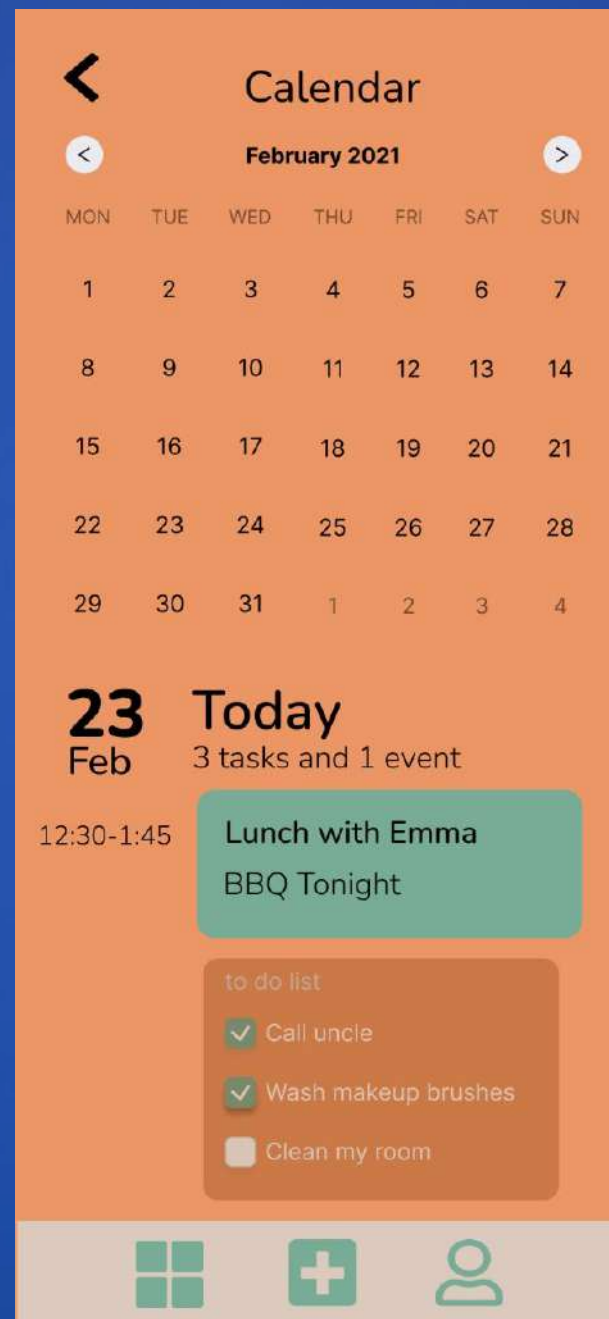 Calendar
< February 2021 >
MON TUE WED THU FRI SAT SUN
1 2 3 4 5 6 7
8 9 10 11 12 13 14
15 16 17 18 19 20 21
22 23 24 25 26 27 28
29 30 31 1 2 3 4
23 Today
Feb 3 tasks and 1 event
12:30-1:45 Lunch with Emma
BBQ Tonight
to do list
Call uncle
Wash makeup brushes
Clean my room